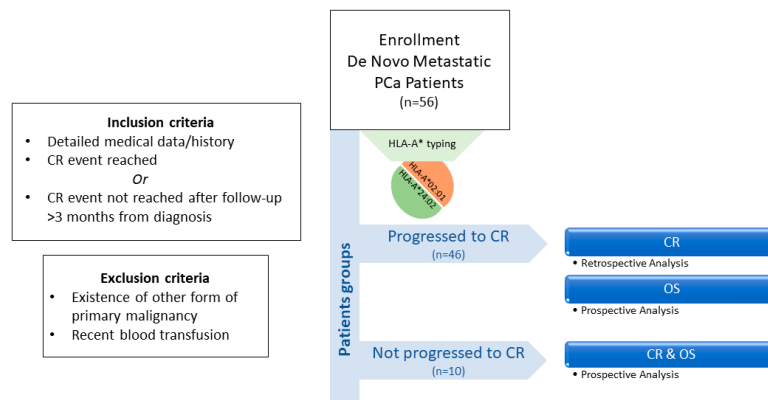 Enrollment
De Novo Metastatic
PCa Patients
(n=56)
HLA-A* typing
HLA-A*02:01
HLA-A*24:02
Inclusion criteria
• Detailed medical data/history
• CR event reached
Or
• CR event not reached after follow-up
>3 months from diagnosis
Exclusion criteria
• Existence of other form of
primary malignancy
• Recent blood transfusion
Patients groups
Progressed to CR
(n=46)
CR
• Retrospective Analysis
OS
• Prospective Analysis
Not progressed to CR
(n=10)
CR & OS
• Prospective Analysis